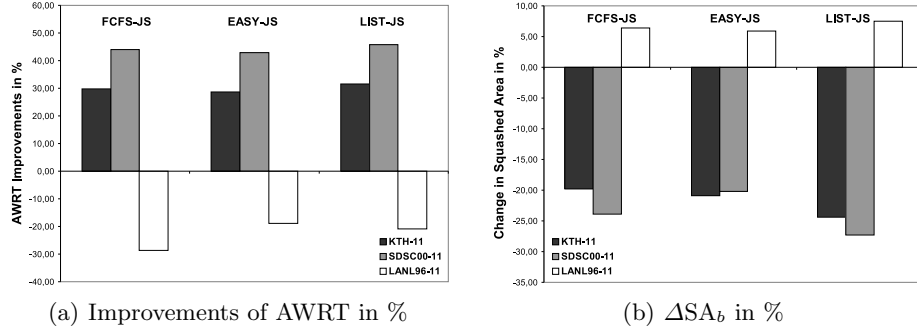 60,00
50,00
40,00
30,00
20,00
10,00
0,00
-10,00
-20,00
-30,00
-40,00
AWRT Improvements in %
FCFS-JS EASY-JS LIST-JS
KTH-11
SDSC00-11
LANL96-11
(a) Improvements of AWRT in %
10,00
5,00
0,00
-5,00
-10,00
-15,00
-20,00
-25,00
-30,00
-35,00
Change in Squashed Area in %
FCFS-JS EASY-JS LIST-JS
KTH-11
SDSC00-11
LANL96-11
(b) ΔSAb in %